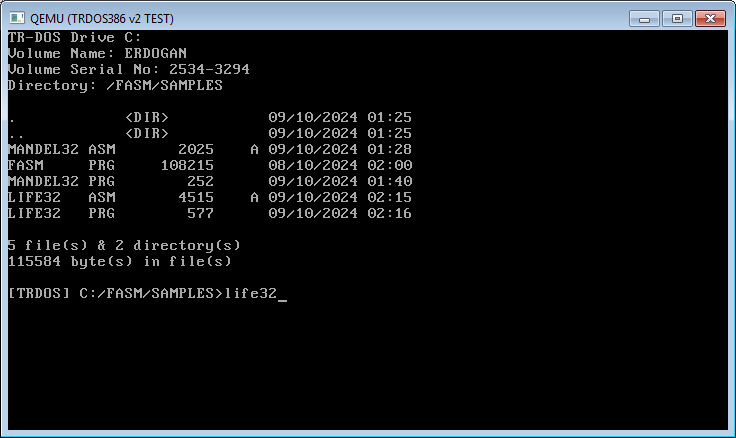 QEMU (TRDOS386 v2 TEST)
TR-DOS Drive C:
Volume Name: ERDOGAN
Volume Serial No: 2534-3294
Directory: /FASM/SAMPLES
. <DIR> 09/10/2024 01:25
.. <DIR> 09/10/2024 01:25
MANDEL32 ASM 2025 A 09/10/2024 01:28
FASM PRG 108215 08/10/2024 02:00
MANDEL32 PRG 252 09/10/2024 01:40
LIFE32 ASM 4515 A 09/10/2024 02:15
LIFE32 PRG 577 09/10/2024 02:16
5 file(s) & 2 directory(s)
115584 byte(s) in file(s)
[TRDOS] C:/FASM/SAMPLES>life32_